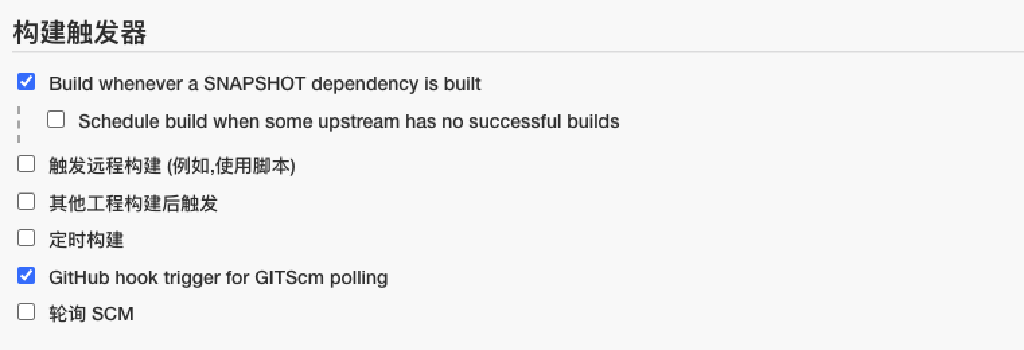 构建触发器
Build whenever a SNAPSHOT dependency is built
Schedule build when some upstream has no successful builds
触发远程构建 (例如,使用脚本)
其他工程构建后触发
定时构建
GitHub hook trigger for GITScm polling
轮询 SCM